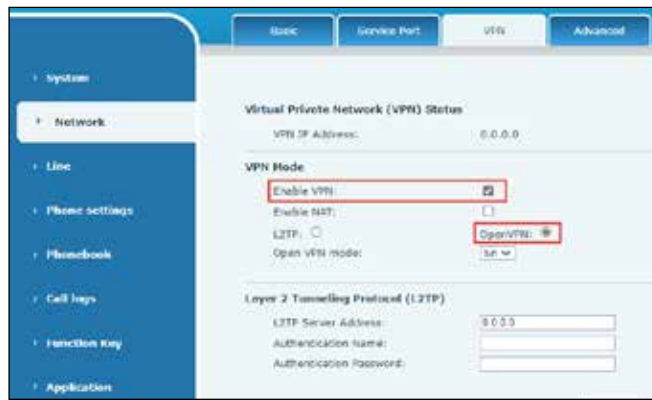 Basic Service Port VPN Advanced
System
Network
Line
Phone settings
Phonebook
Call logs
Function Key
Application
Virtual Private Network (VPN) Status
VPN IP Address: 0.0.0.0
VPN Mode
Enable VPN:
Enable NAT:
L2TP: OpenVPN:
Open VPN mode: tun
Layer 2 Tunneling Protocol (L2TP)
L2TP Server Address: 0.0.0.0
Authentication Name:
Authentication Password: